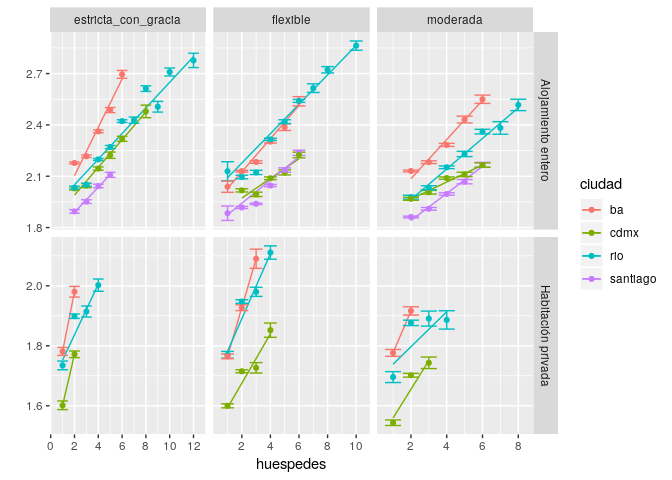 estricta_con_gracia flexible moderada
2.7
2.4
2.1
1.8
Alojamiento entero
ciudad
ba
cdmx
rio
santiago
2.0
1.8
1.6
Habitación privada
0 2 4 6 8 10 12 2 4 6 8 10 2 4 6 8
huespedes